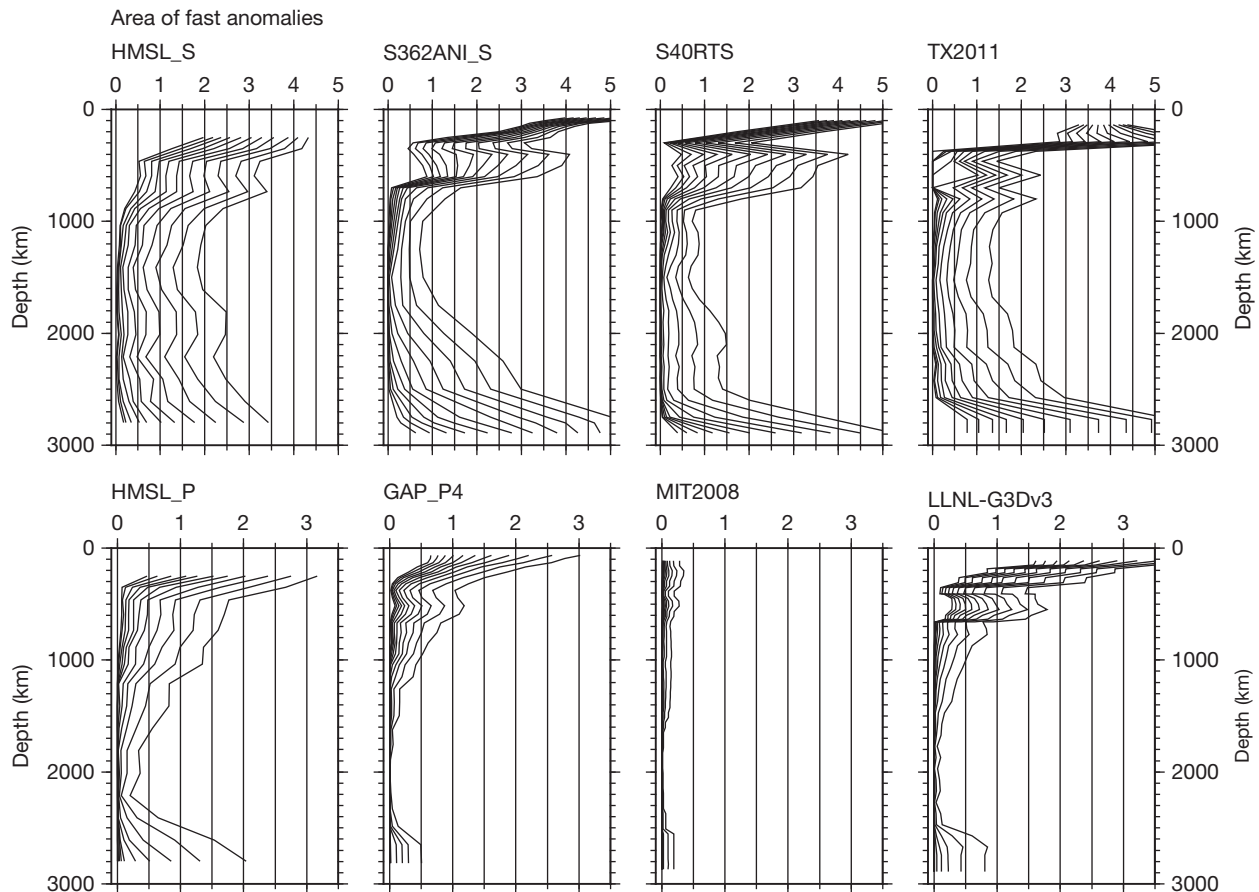 Area of fast anomalies
HMSL_S S362ANI_S S40RTS TX2011
0 1 2 3 4 5 0 1 2 3 4 5 0 1 2 3 4 5 0 1 2 3 4 5
0 0
1000 1000
Depth (km) Depth (km)
2000 2000
3000 3000
HMSL_P GAP_P4 MIT2008 LLNL-G3Dv3
0 1 2 3 0 1 2 3 0 1 2 3 0 1 2 3
0 0
1000 1000
Depth (km) Depth (km)
2000 2000
3000 3000